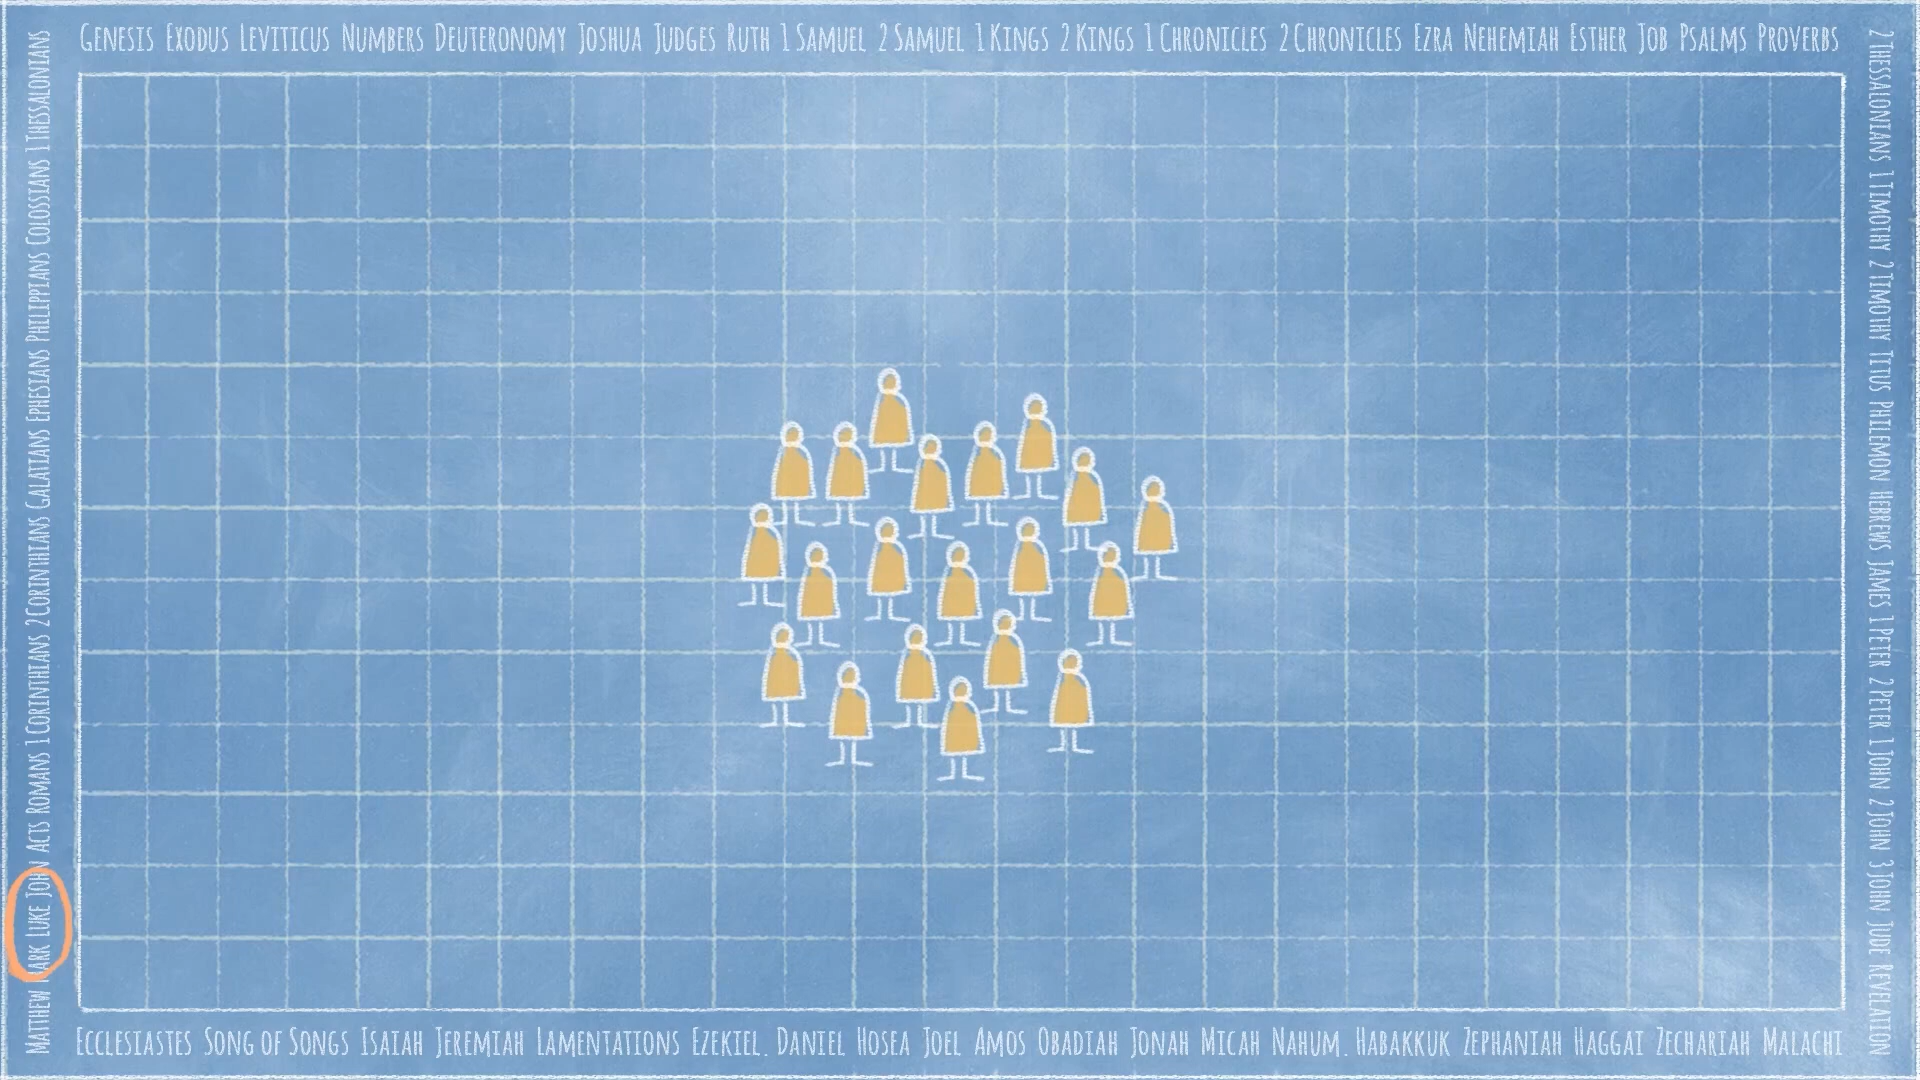 Genesis Exodus Leviticus Numbers Deuteronomy Joshua Judges Ruth 1 Samuel 2 Samuel 1 Kings 2 Kings 1 Chronicles 2 Chronicles Ezra Nehemiah Esther Job Psalms Proverbs
Ecclesiastes Song of Songs Isaiah Jeremiah Lamentations Ezekiel. Daniel Hosea Joel Amos Obadiah Jonah Micah Nahum. Habakkuk Zephaniah Haggai Zechariah Malachi
Matthew Mark Luke John Acts Romans 1 Corinthians 2 Corinthians Galatians Ephesians Philippians Colossians 1 Thessalonians
2 Thessalonians 1 Timothy 2 Timothy Titus Philemon Hebrews James 1 Peter 2 Peter 1 John 2 John 3 John Jude Revelation